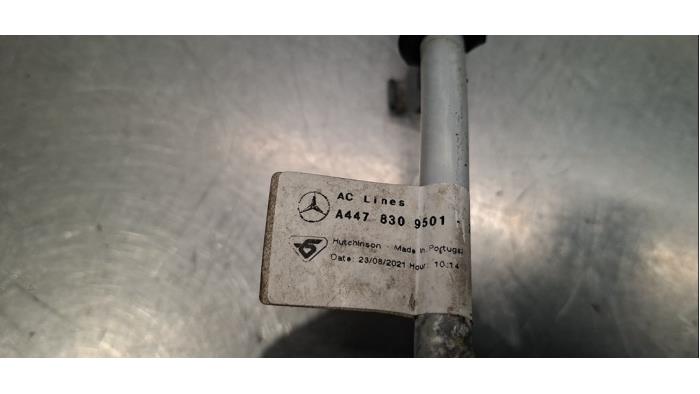 AC Lines
A447 830 9501 -
Hutchinson - Made in Portugal
Date: 23/08/2021 Hour: 10:14